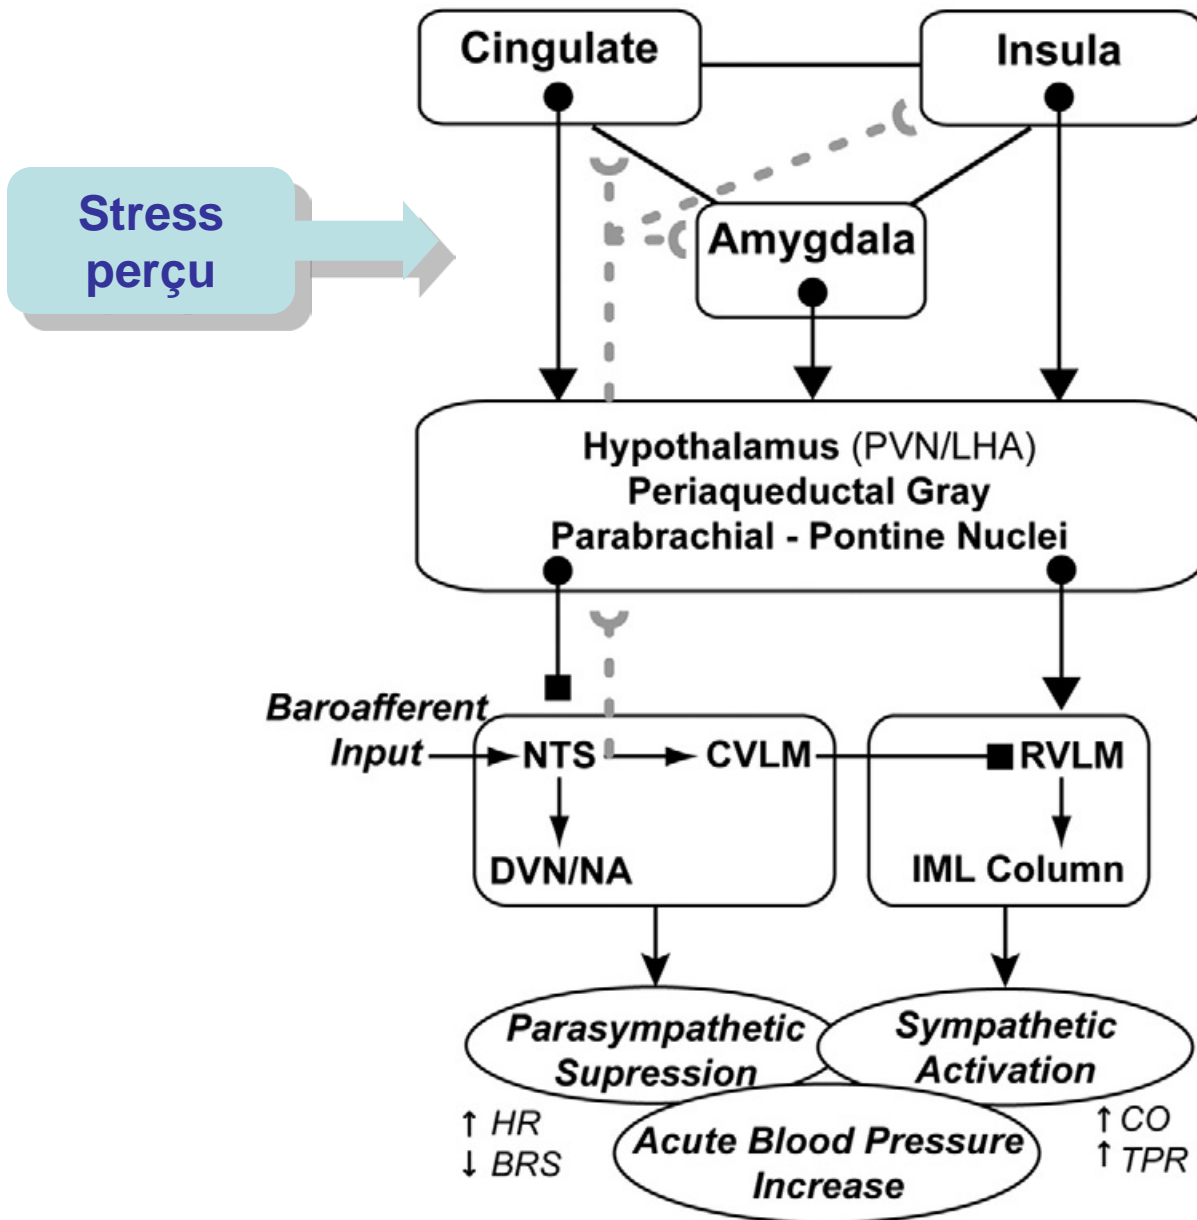 Cingulate
Insula
Stress
perçu
Amygdala
Hypothalamus (PVN/LHA)
Periaqueductal Gray
Parabrachial - Pontine Nuclei
Baroafferent
Input
NTS
CVLM
RVLM
DVN/NA
IML Column
Parasympathetic
Supression
Sympathetic
Activation
↑ HR
↓ BRS
Acute Blood Pressure
Increase
↑ CO
↑ TPR